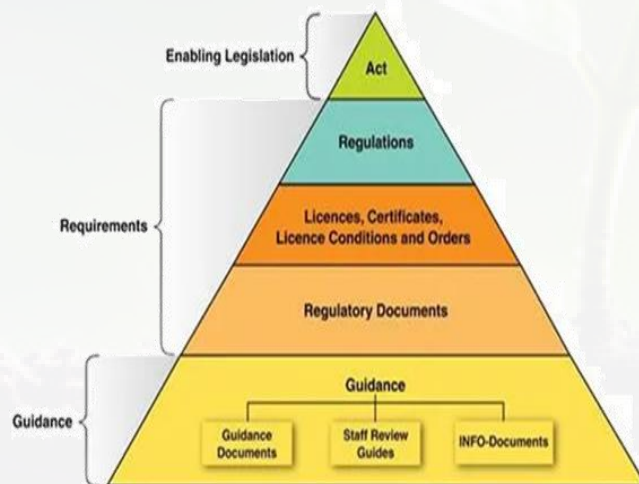 Enabling Legislation
Act
Regulations
Requirements
Licences, Certificates,
Licence Conditions and Orders
Regulatory Documents
Guidance
Guidance
Guidance
Documents
Staff Review
Guides
INFO-Documents